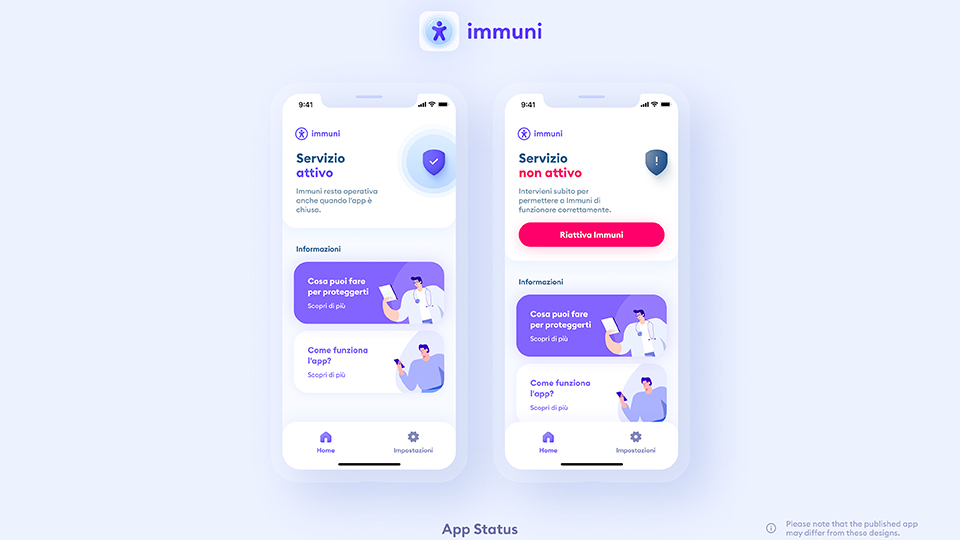 immuni
9:41
immuni
Servizio
attivo
Immuni resta operativa
anche quando l'app è
chiusa.
Informazioni
Cosa puoi fare
per proteggerti
Scopri di più
Come funziona
l'app?
Scopri di più
Home
Impostazioni
9:41
immuni
Servizio
non attivo
Intervieni subito per
permettere a Immuni di
funzionare correttamente.
Riattiva Immuni
Informazioni
Cosa puoi fare
per proteggerti
Scopri di più
Come funziona
l'app?
Scopri di più
Home
Impostazioni
App Status
Please note that the published app
may differ from these designs.